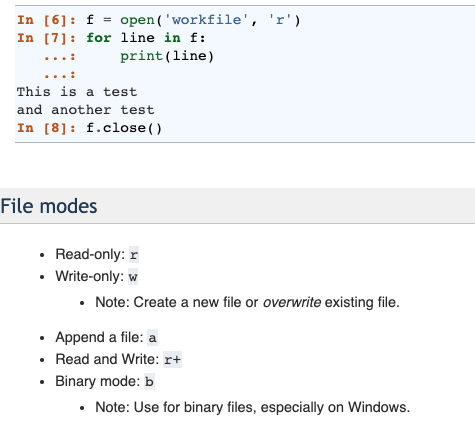 In [6]: f = open('workfile', 'r')
In [7]: for line in f:
   ...:     print(line)
   ...:
This is a test
and another test
In [8]: f.close()
File modes
• Read-only: r
• Write-only: w
• Note: Create a new file or overwrite existing file.
• Append a file: a
• Read and Write: r+
• Binary mode: b
• Note: Use for binary files, especially on Windows.